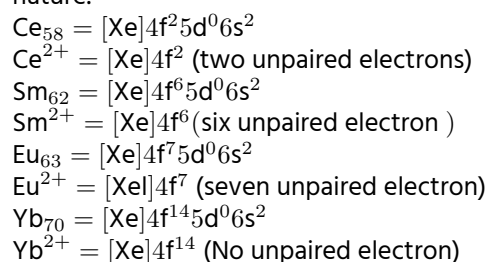 nature.
Ce₅₈ = [Xe]4f²5d⁰6s²
Ce²⁺ = [Xe]4f² (two unpaired electrons)
Sm₆₂ = [Xe]4f⁶5d⁰6s²
Sm²⁺ = [Xe]4f⁶(six unpaired electron )
Eu₆₃ = [Xe]4f⁷5d⁰6s²
Eu²⁺ = [XeI]4f⁷ (seven unpaired electron)
Yb₇₀ = [Xe]4f¹⁴5d⁰6s²
Yb²⁺ = [Xe]4f¹⁴ (No unpaired electron)